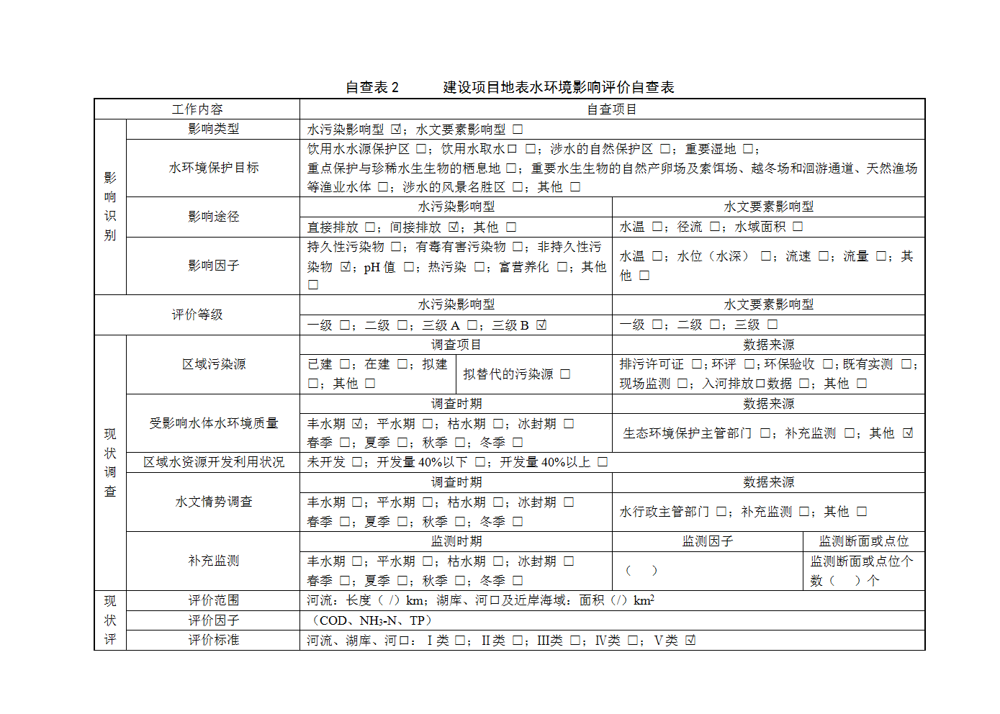 自查表 2 建设项目地表水环境影响评价自查表
工作内容 自查项目
影响识别
影响类型 水污染影响型 ☑；水文要素影响型 □
水环境保护目标
饮用水水源保护区 □；饮用水取水口 □；涉水的自然保护区 □；重要湿地 □；
重点保护与珍稀水生生物的栖息地 □；重要水生生物的自然产卵场及索饵场、越冬场和洄游通道、天然渔场
等渔业水体 □；涉水的风景名胜区 □；其他 □
影响途径
水污染影响型 水文要素影响型
直接排放 □；间接排放 ☑；其他 □ 水温 □；径流 □；水域面积 □
影响因子
持久性污染物 □；有毒有害污染物 □；非持久性污
染物 ☑；pH 值 □；热污染 □；富营养化 □；其他
□
水温 □；水位（水深） □；流速 □；流量 □；其
他 □
评价等级
水污染影响型 水文要素影响型
一级 □；二级 □；三级 A □；三级 B ☑ 一级 □；二级 □；三级 □
现状调查
区域污染源
调查项目 数据来源
已建 □；在建 □；拟建
□；其他 □
拟替代的污染源 □
排污许可证 □；环评 □；环保验收 □；既有实测 □；
现场监测 □；入河排放口数据 □；其他 □
受影响水体水环境质量
调查时期 数据来源
丰水期 ☑；平水期 □；枯水期 □；冰封期 □
春季 □；夏季 □；秋季 □；冬季 □
生态环境保护主管部门 □；补充监测 □；其他 ☑
区域水资源开发利用状况 未开发 □；开发量 40%以下 □；开发量 40%以上 □
水文情势调查
调查时期 数据来源
丰水期 □；平水期 □；枯水期 □；冰封期 □
春季 □；夏季 □；秋季 □；冬季 □
水行政主管部门 □；补充监测 □；其他 □
补充监测
监测时期 监测因子 监测断面或点位
丰水期 □；平水期 □；枯水期 □；冰封期 □
春季 □；夏季 □；秋季 □；冬季 □
（ ）
监测断面或点位个
数（ ）个
现状评
评价范围 河流：长度（ /）km；湖库、河口及近岸海域：面积（/）km²
评价因子 （COD、NH₃-N、TP）
评价标准 河流、湖库、河口：Ⅰ类 □；Ⅱ类 □；Ⅲ类 □；Ⅳ类 □；Ⅴ类 ☑